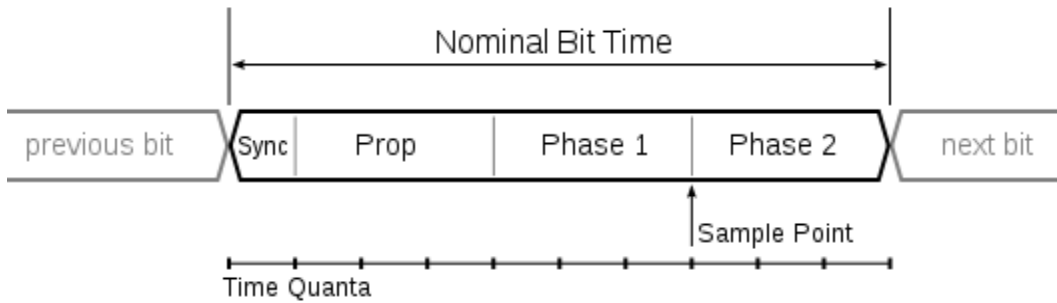 Nominal Bit Time
previous bit
Sync
Prop
Phase 1
Phase 2
next bit
Sample Point
Time Quanta